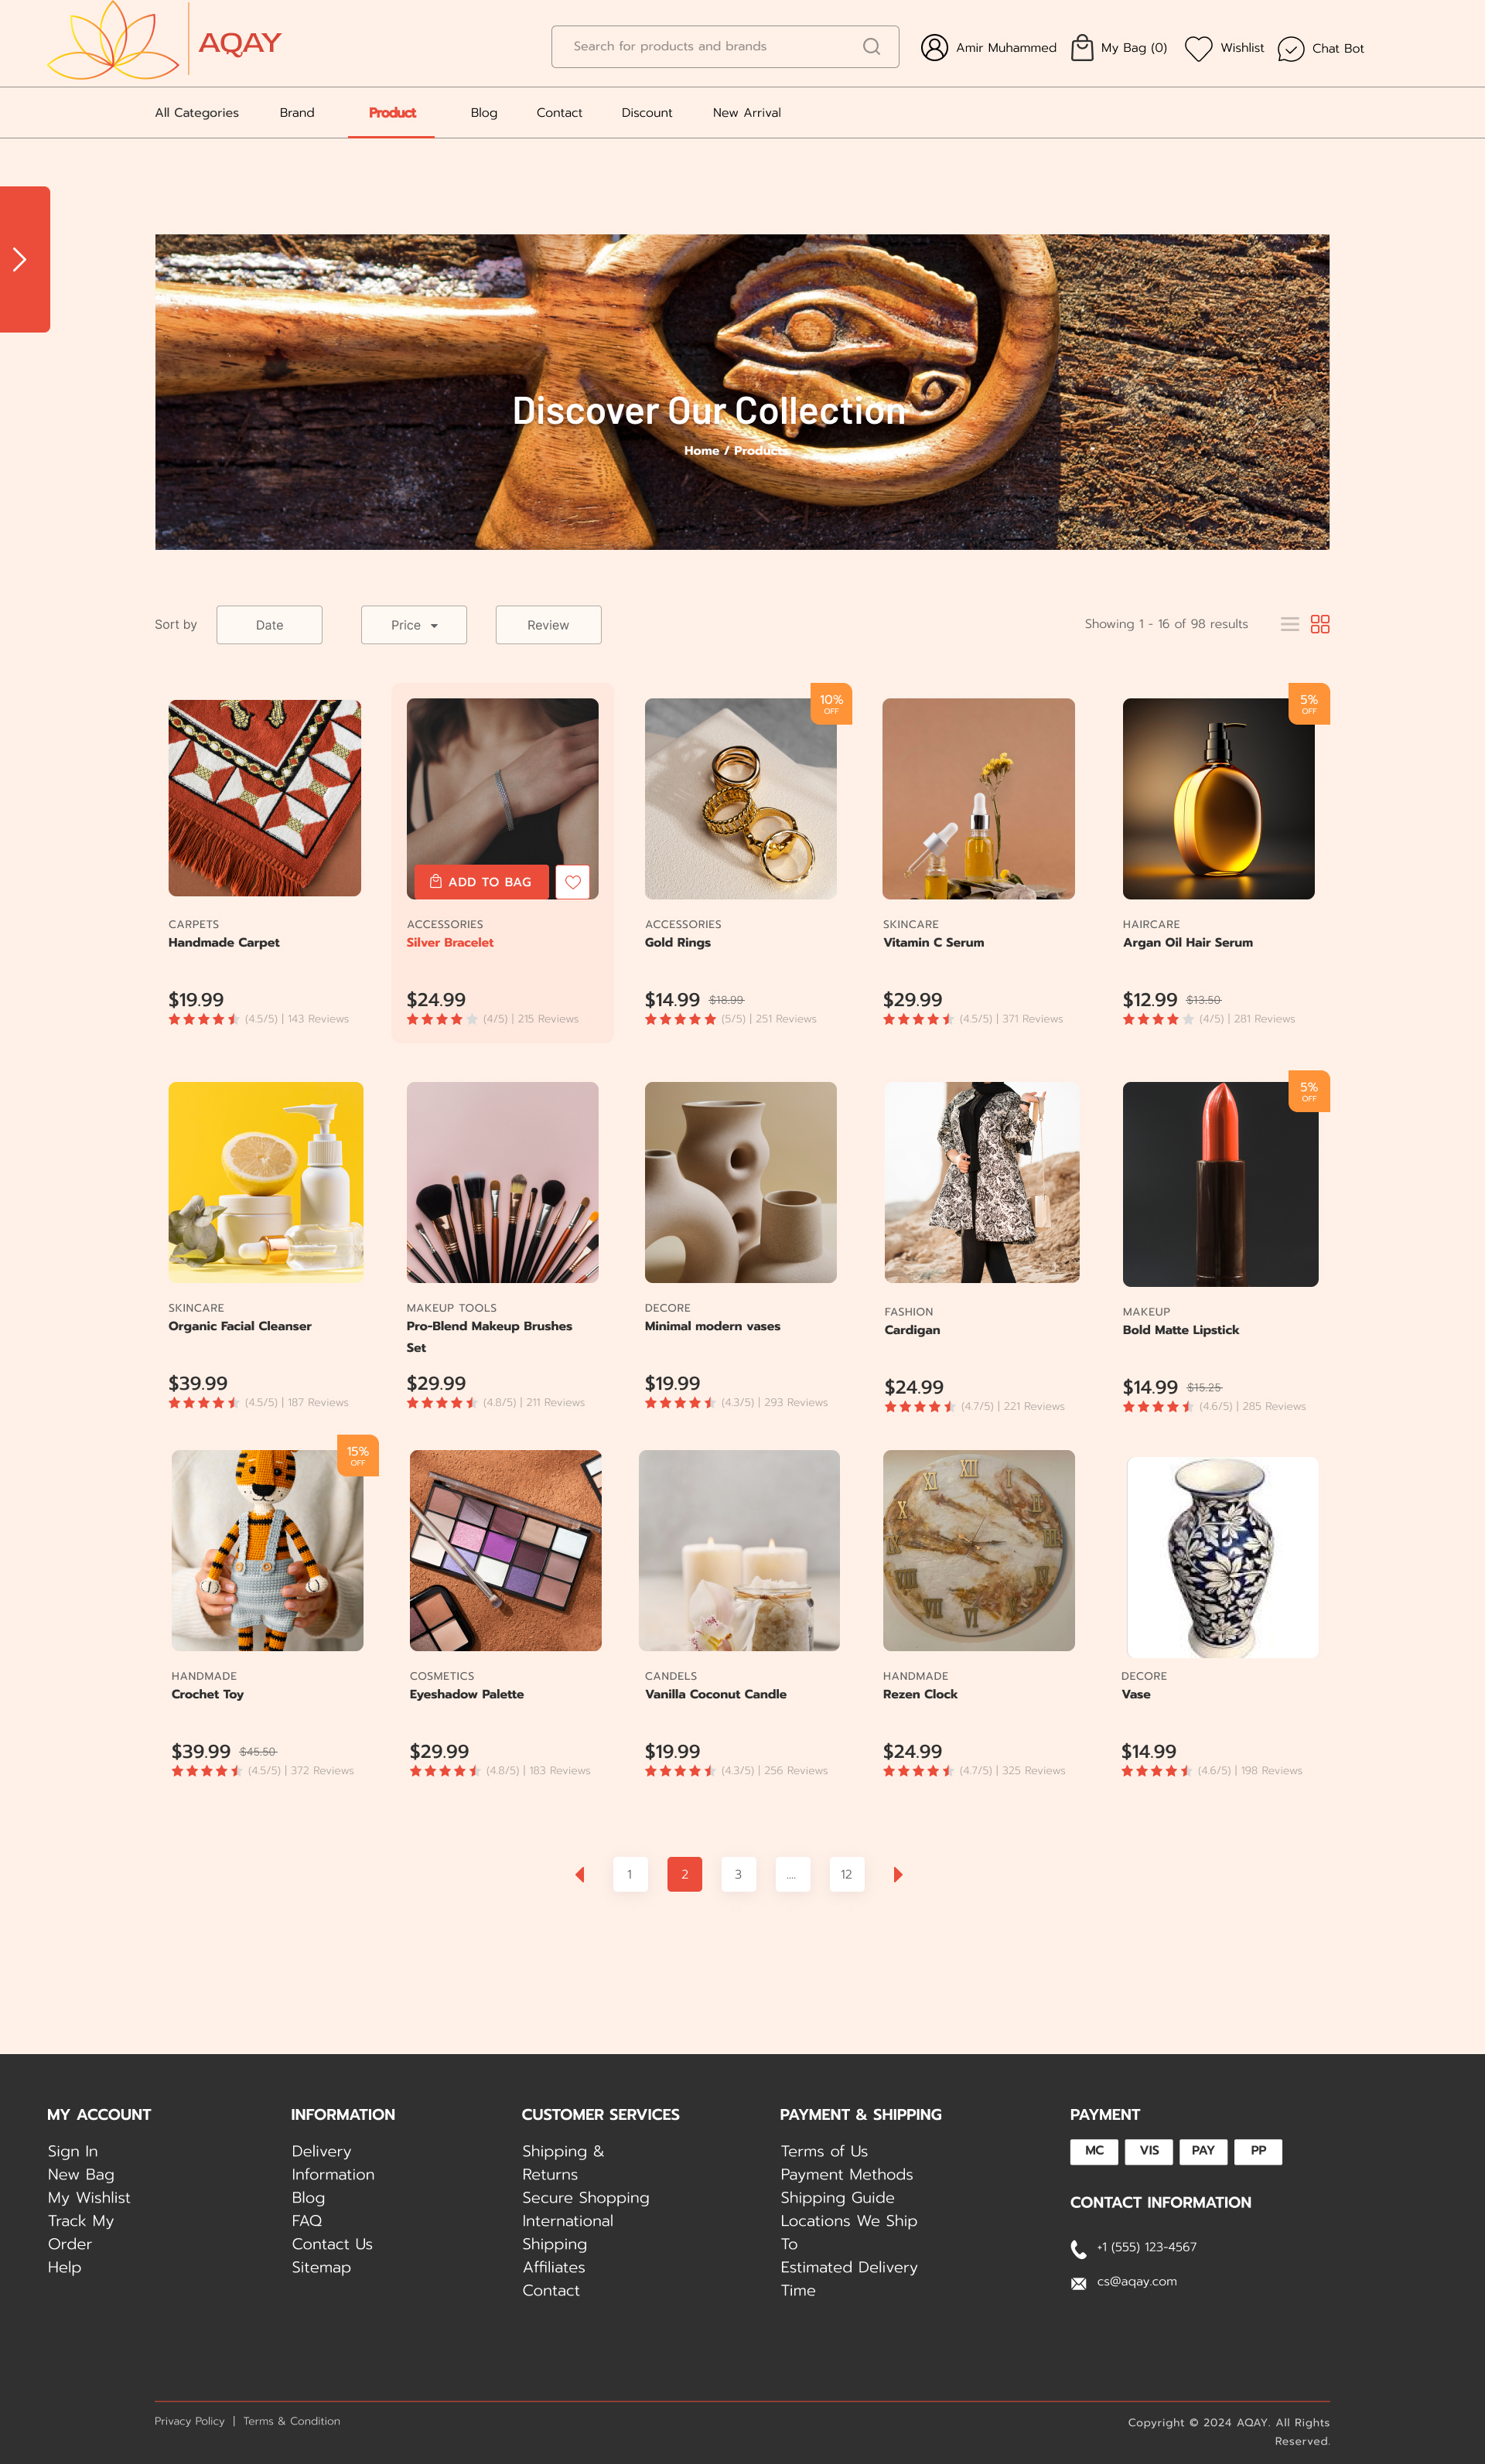 AQAY
Search for products and brands
Amir Muhammed
My Bag (0)
Wishlist
Chat Bot
All Categories
Brand
Product
Blog
Contact
Discount
New Arrival
Discover Our Collection
Home / Products
Sort by
Date
Price
Review
Showing 1 - 16 of 98 results
ADD TO BAG
10%
OFF
5%
OFF
CARPETS
Handmade Carpet
$19.99
(4.5/5) | 143 Reviews
ACCESSORIES
Silver Bracelet
$24.99
(4/5) | 215 Reviews
ACCESSORIES
Gold Rings
$14.99 $18.99
(5/5) | 251 Reviews
SKINCARE
Vitamin C Serum
$29.99
(4.5/5) | 371 Reviews
HAIRCARE
Argan Oil Hair Serum
$12.99 $13.50
(4/5) | 281 Reviews
5%
OFF
SKINCARE
Organic Facial Cleanser
$39.99
(4.5/5) | 187 Reviews
MAKEUP TOOLS
Pro-Blend Makeup Brushes
Set
$29.99
(4.8/5) | 211 Reviews
DECORE
Minimal modern vases
$19.99
(4.3/5) | 293 Reviews
FASHION
Cardigan
$24.99
(4.7/5) | 221 Reviews
MAKEUP
Bold Matte Lipstick
$14.99 $15.25
(4.6/5) | 285 Reviews
15%
OFF
XII
I
II
III
VI
VII
VIII
IX
X
XI
HANDMADE
Crochet Toy
$39.99 $45.50
(4.5/5) | 372 Reviews
COSMETICS
Eyeshadow Palette
$29.99
(4.8/5) | 183 Reviews
CANDELS
Vanilla Coconut Candle
$19.99
(4.3/5) | 256 Reviews
HANDMADE
Rezen Clock
$24.99
(4.7/5) | 325 Reviews
DECORE
Vase
$14.99
(4.6/5) | 198 Reviews
1
2
3
....
12
MY ACCOUNT
Sign In
New Bag
My Wishlist
Track My
Order
Help
INFORMATION
Delivery
Information
Blog
FAQ
Contact Us
Sitemap
CUSTOMER SERVICES
Shipping &
Returns
Secure Shopping
International
Shipping
Affiliates
Contact
PAYMENT & SHIPPING
Terms of Us
Payment Methods
Shipping Guide
Locations We Ship
To
Estimated Delivery
Time
PAYMENT
MC
VIS
PAY
PP
CONTACT INFORMATION
+1 (555) 123-4567
cs@aqay.com
Privacy Policy | Terms & Condition
Copyright © 2024 AQAY. All Rights
Reserved.